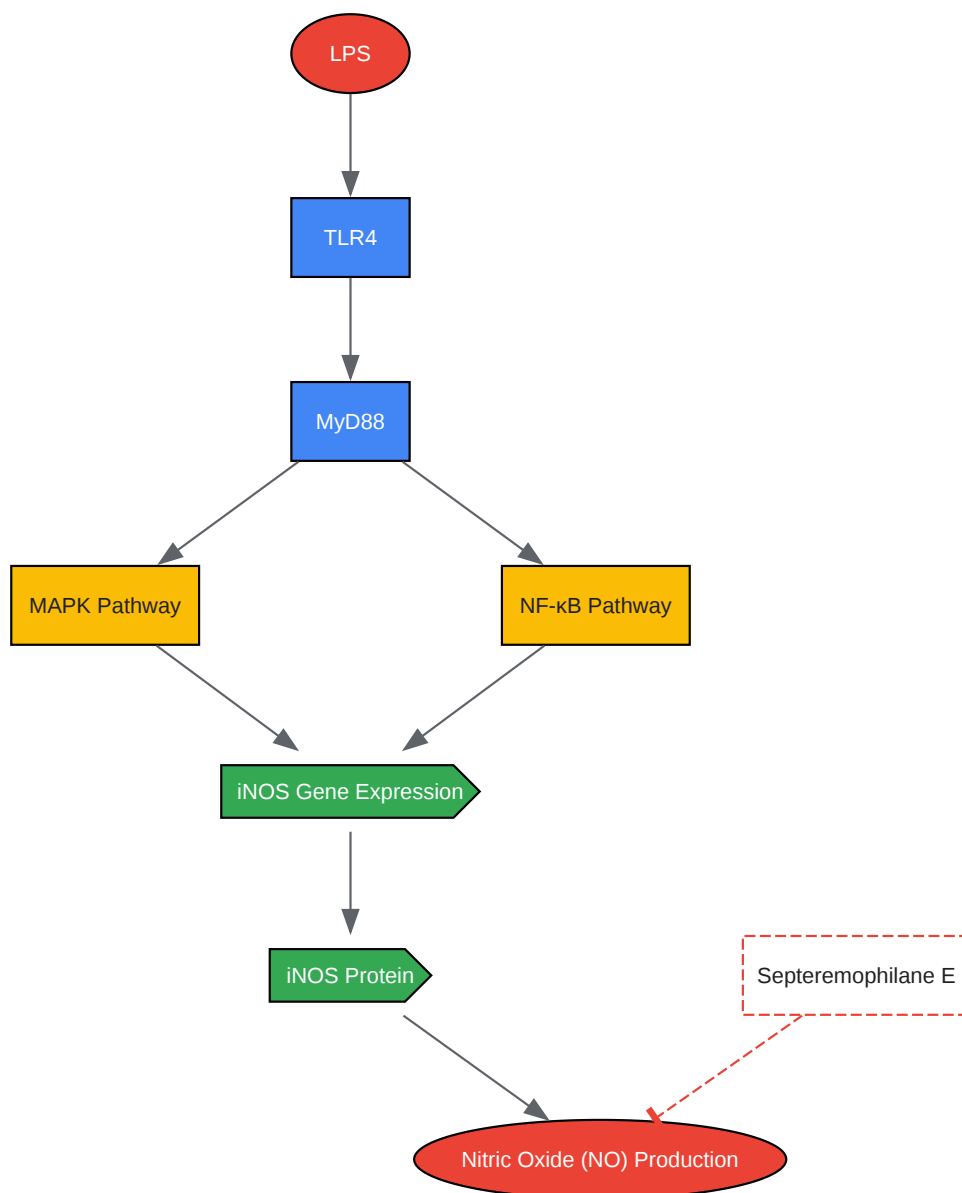 LPS
TLR4
MyD88
MAPK Pathway
NF-κB Pathway
iNOS Gene Expression
iNOS Protein
Septeremophilane E
Nitric Oxide (NO) Production